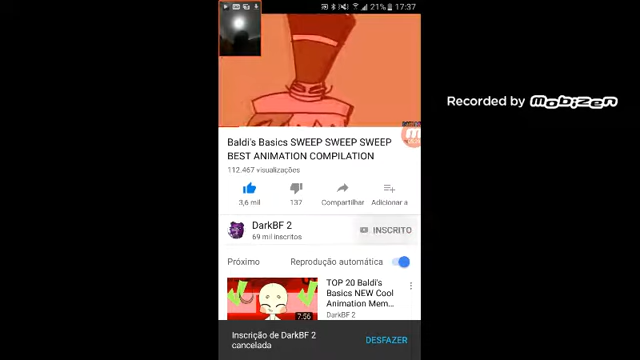 21% 17:37
Recorded by mobizen
Baldi's Basics SWEEP SWEEP SWEEP
BEST ANIMATION COMPILATION
112.467 visualizações
3,6 mil
137
Compartilhar
Adicionar a
DarkBF 2
69 mil inscritos
INSCRITO
Próximo
Reprodução automática
TOP 20 Baldi's
Basics NEW Cool
Animation Mem...
DarkBF 2
7:56
Inscrição de DarkBF 2
cancelada
DESFAZER